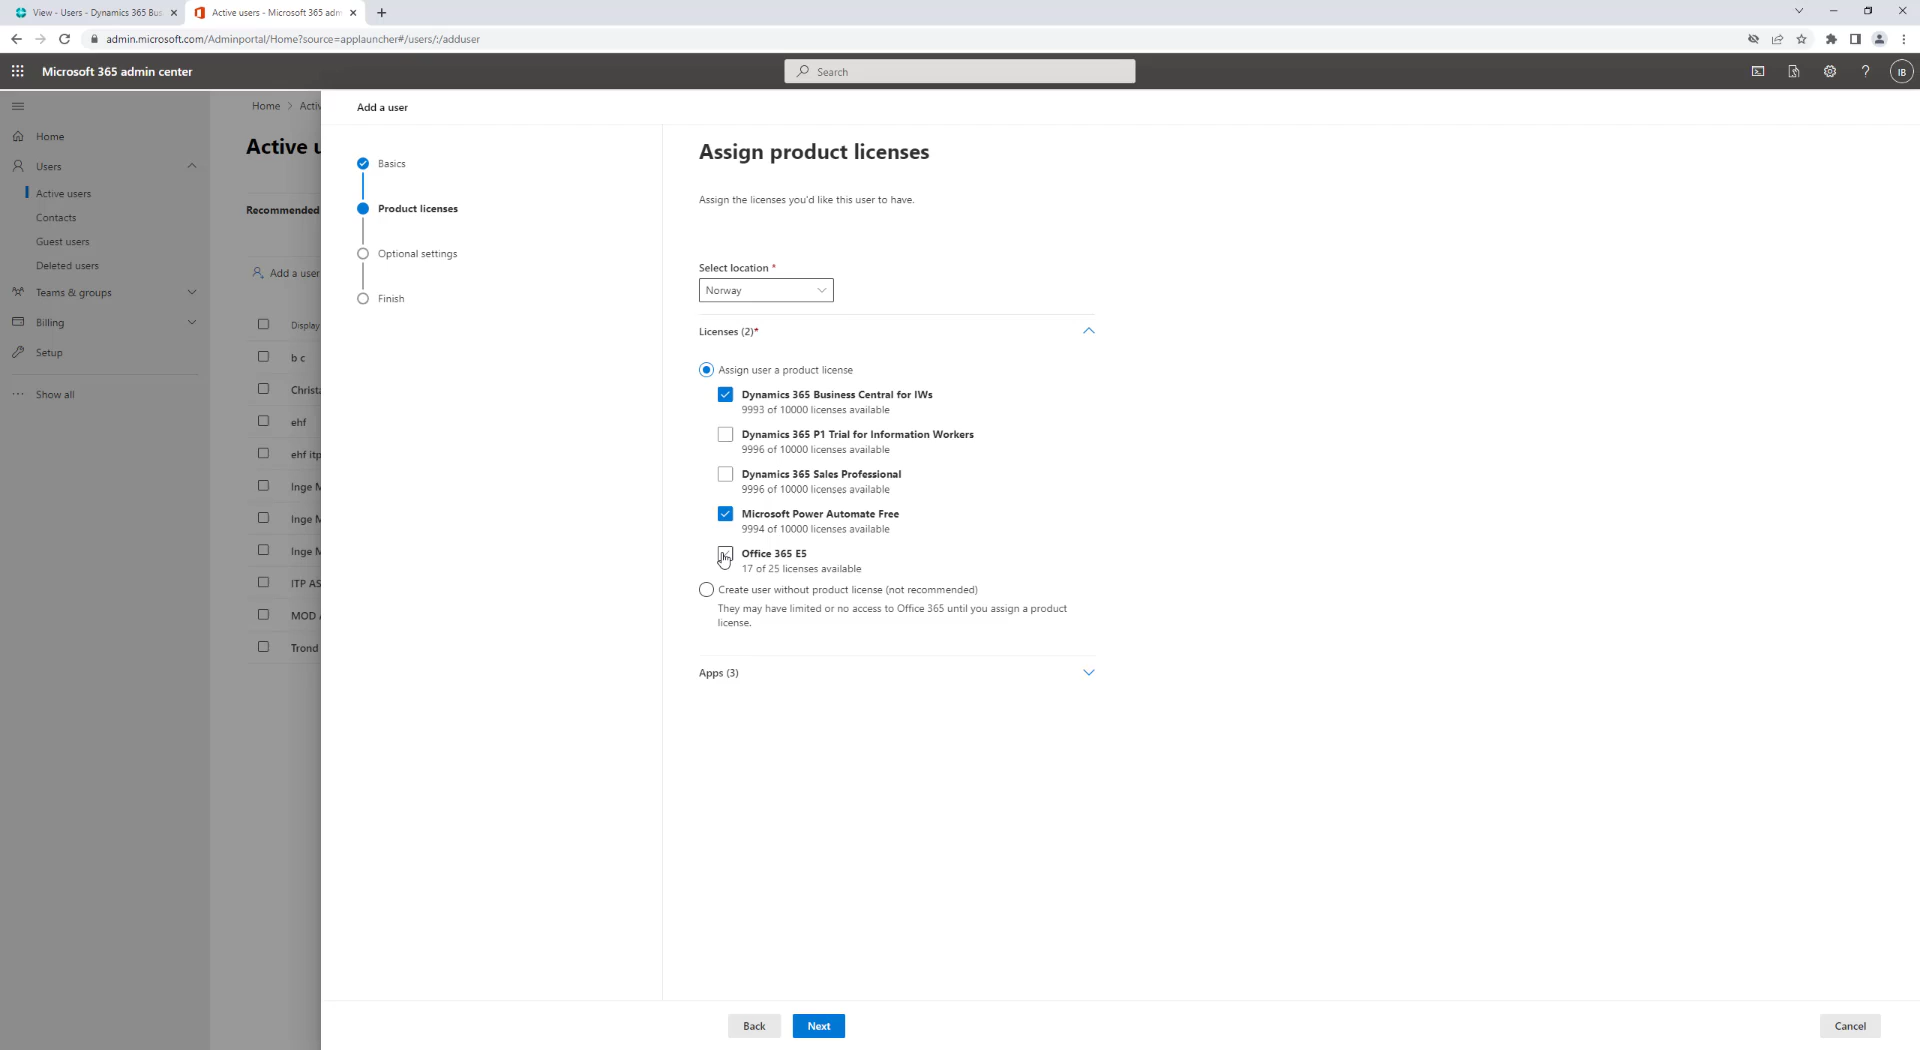 View - Users - Dynamics 365 Bus
Active users - Microsoft 365 adm
admin.microsoft.com/Adminportal/Home?source=applauncher#/users/:/adduser
Microsoft 365 admin center
Search
IB
Home
Users
Active users
Contacts
Guest users
Deleted users
Teams & groups
Billing
Setup
Show all
Home > Activ
Active u
Recommended
Add a user
Display
b c
Christa
ehf
ehf itp
Inge M
Inge M
Inge M
ITP AS
MOD A
Trond
Add a user
Basics
Product licenses
Optional settings
Finish
Assign product licenses
Assign the licenses you'd like this user to have.
Select location *
Norway
Licenses (2)*
Assign user a product license
Dynamics 365 Business Central for IWs
9993 of 10000 licenses available
Dynamics 365 P1 Trial for Information Workers
9996 of 10000 licenses available
Dynamics 365 Sales Professional
9996 of 10000 licenses available
Microsoft Power Automate Free
9994 of 10000 licenses available
Office 365 E5
17 of 25 licenses available
Create user without product license (not recommended)
They may have limited or no access to Office 365 until you assign a product
license.
Apps (3)
Back
Next
Cancel